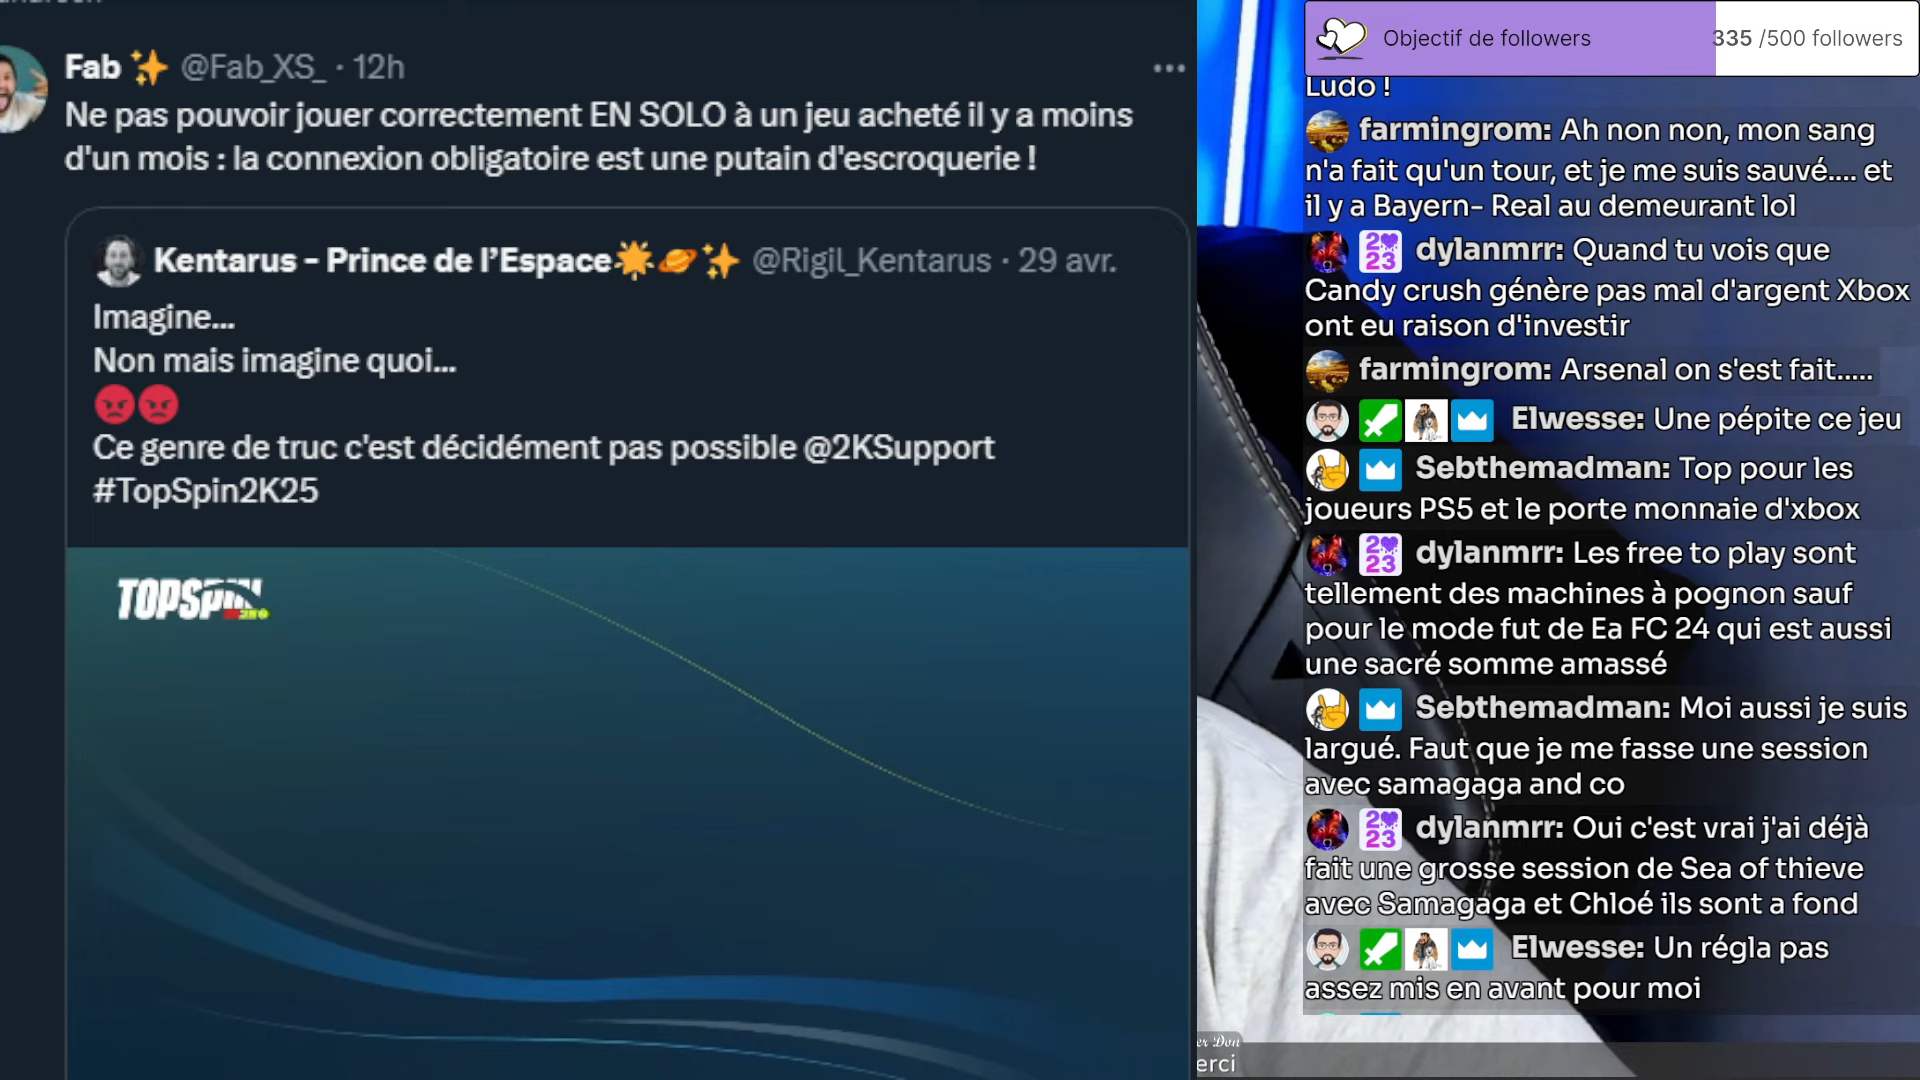 Fab ✨ @Fab_XS_ · 12h
Ne pas pouvoir jouer correctement EN SOLO à un jeu acheté il y a moins
d'un mois : la connexion obligatoire est une putain d'escroquerie !
Kentarus - Prince de l’Espace🌟🪐✨ @Rigil_Kentarus · 29 avr.
Imagine...
Non mais imagine quoi...
😡😡
Ce genre de truc c'est décidément pas possible @2KSupport
#TopSpin2K25
TOPSPIN
Objectif de followers
335 /500 followers
Ludo !
farmingrom: Ah non non, mon sang
n'a fait qu'un tour, et je me suis sauvé.... et
il y a Bayern- Real au demeurant lol
dylanmrr: Quand tu vois que
Candy crush génère pas mal d'argent Xbox
ont eu raison d'investir
farmingrom: Arsenal on s'est fait.....
Elwesse: Une pépite ce jeu
Sebthemadman: Top pour les
joueurs PS5 et le porte monnaie d'xbox
dylanmrr: Les free to play sont
tellement des machines à pognon sauf
pour le mode fut de Ea FC 24 qui est aussi
une sacré somme amassé
Sebthemadman: Moi aussi je suis
largué. Faut que je me fasse une session
avec samagaga and co
dylanmrr: Oui c'est vrai j'ai déjà
fait une grosse session de Sea of thieve
avec Samagaga et Chloé ils sont a fond
Elwesse: Un régla pas
assez mis en avant pour moi
er Don
erci